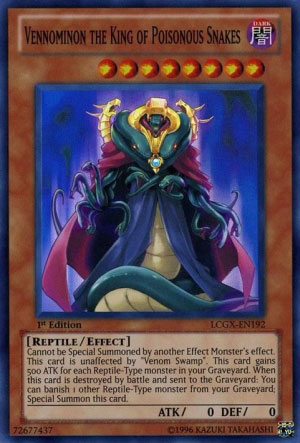 VENNOMINON THE KING OF POISONOUS SNAKES
DARK
闇
1st Edition
LCGX-EN192
[REPTILE/EFFECT]
Cannot be Special Summoned by another Effect Monster's effect.
This card is unaffected by "Venom Swamp". This card gains
500 ATK for each Reptile-Type monster in your Graveyard. When
this card is destroyed by battle and sent to the Graveyard: You
can banish 1 other Reptile-Type monster from your Graveyard;
Special Summon this card.
ATK/ 0 DEF/ 0
72677437
©1996 KAZUKI TAKAHASHI